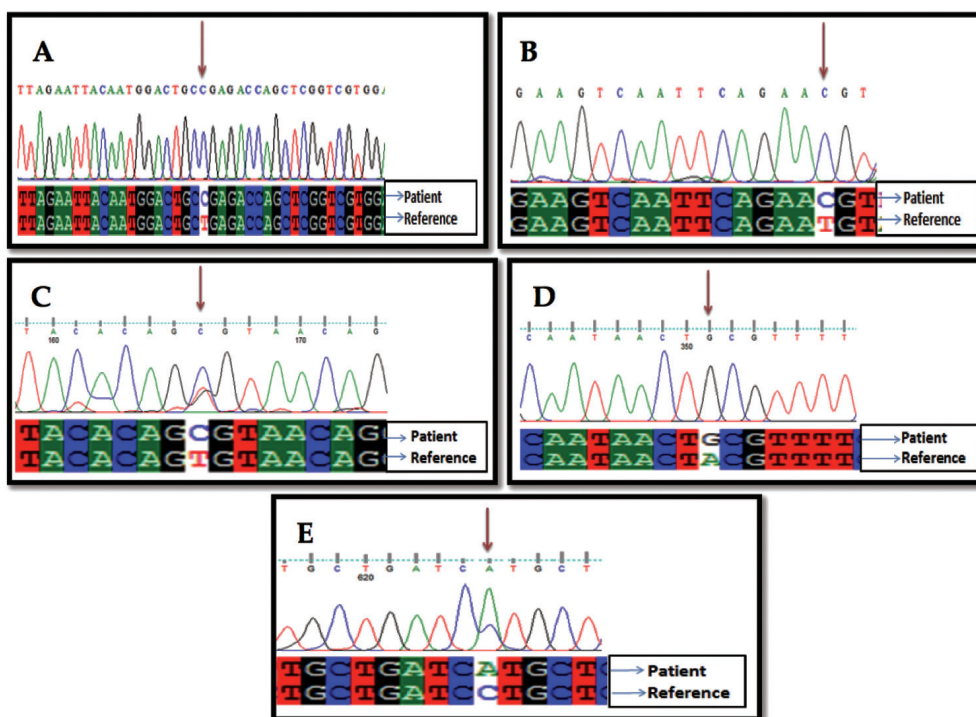 A
TTAGAATTACAATGGACTGCCGAGACCAGCTCGGTCGTGGA
TTAGAATTACAATGGACTGCCGAGACCAGCTCGGTCGTGG
Patient
TTAGAATTACAATGGACTGCTGAGACCAGCTCGGTCGTGG
Reference
B
G A A G T C A A T T C A G A A C G T
GAAGTCAATTCAGAACGT
Patient
GAAGTCAATTCAGAATGT
Reference
C
T A C A C A G C G T A A C A G
160 170
TACACAGCGTAACAG
Patient
TACACAGTGTAACAG
Reference
D
C A A T A A C T G C G T T T T
350
CAATAACTGCGTTTT
Patient
CAATAACTACGTTTT
Reference
E
T G C T G A T C A T G C T
620
TGCTGATCATGCT
Patient
TGCTGATCCTGCT
Reference